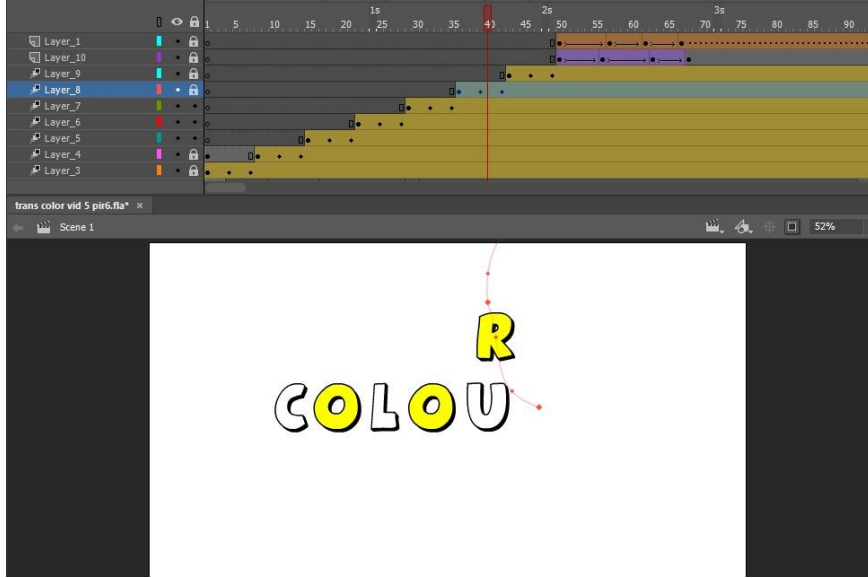 1s 2s 3s
1 5 10 15 20 25 30 35 40 45 50 55 60 65 70 75 80 85 90
Layer_1
Layer_10
Layer_9
Layer_8
Layer_7
Layer_6
Layer_5
Layer_4
Layer_3
trans color vid 5 pir6.fla* ×
Scene 1 52%
R
COLOU